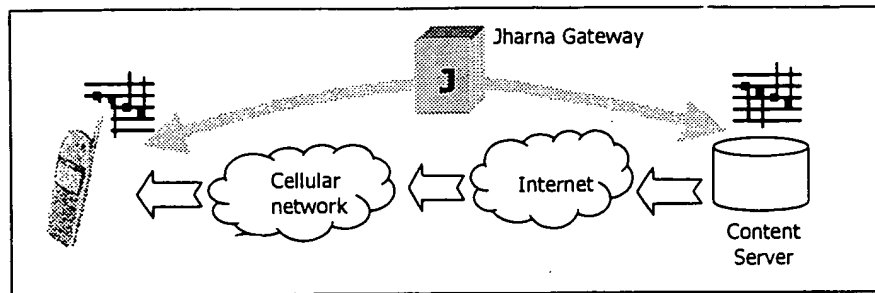 Jharna Gateway
J
Cellular
network
Internet
Content
Server